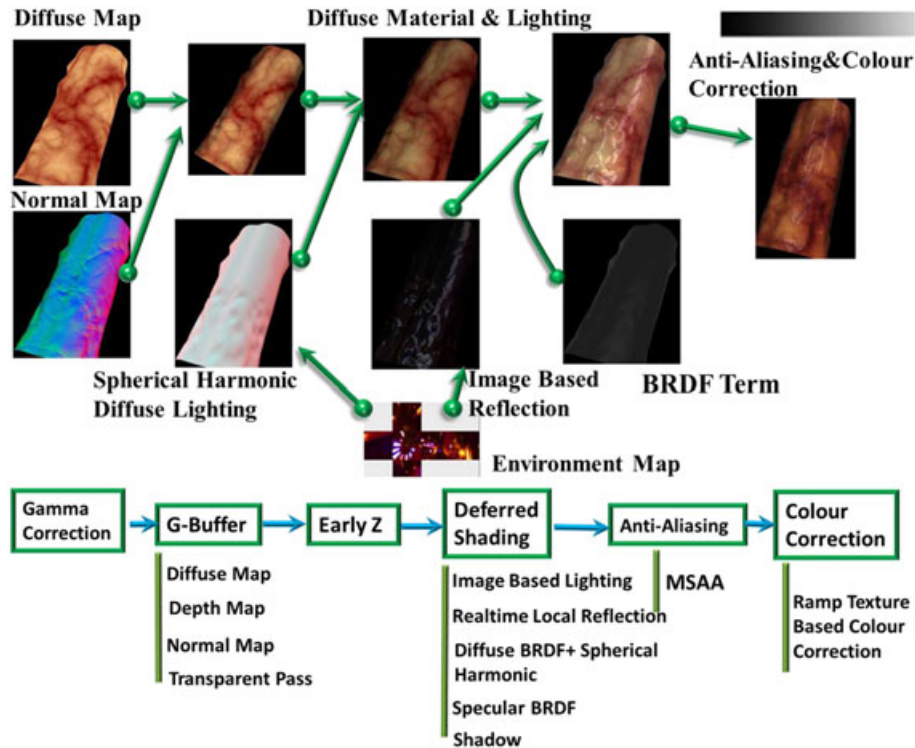 Diffuse Map
Diffuse Material & Lighting
Anti-Aliasing&Colour
Correction
Normal Map
Spherical Harmonic
Diffuse Lighting
Image Based
Reflection
BRDF Term
Environment Map
Gamma
Correction
G-Buffer
Early Z
Deferred
Shading
Anti-Aliasing
Colour
Correction
Diffuse Map
Depth Map
Normal Map
Transparent Pass
Image Based Lighting
Realtime Local Reflection
Diffuse BRDF+ Spherical
Harmonic
Specular BRDF
Shadow
MSAA
Ramp Texture
Based Colour
Correction